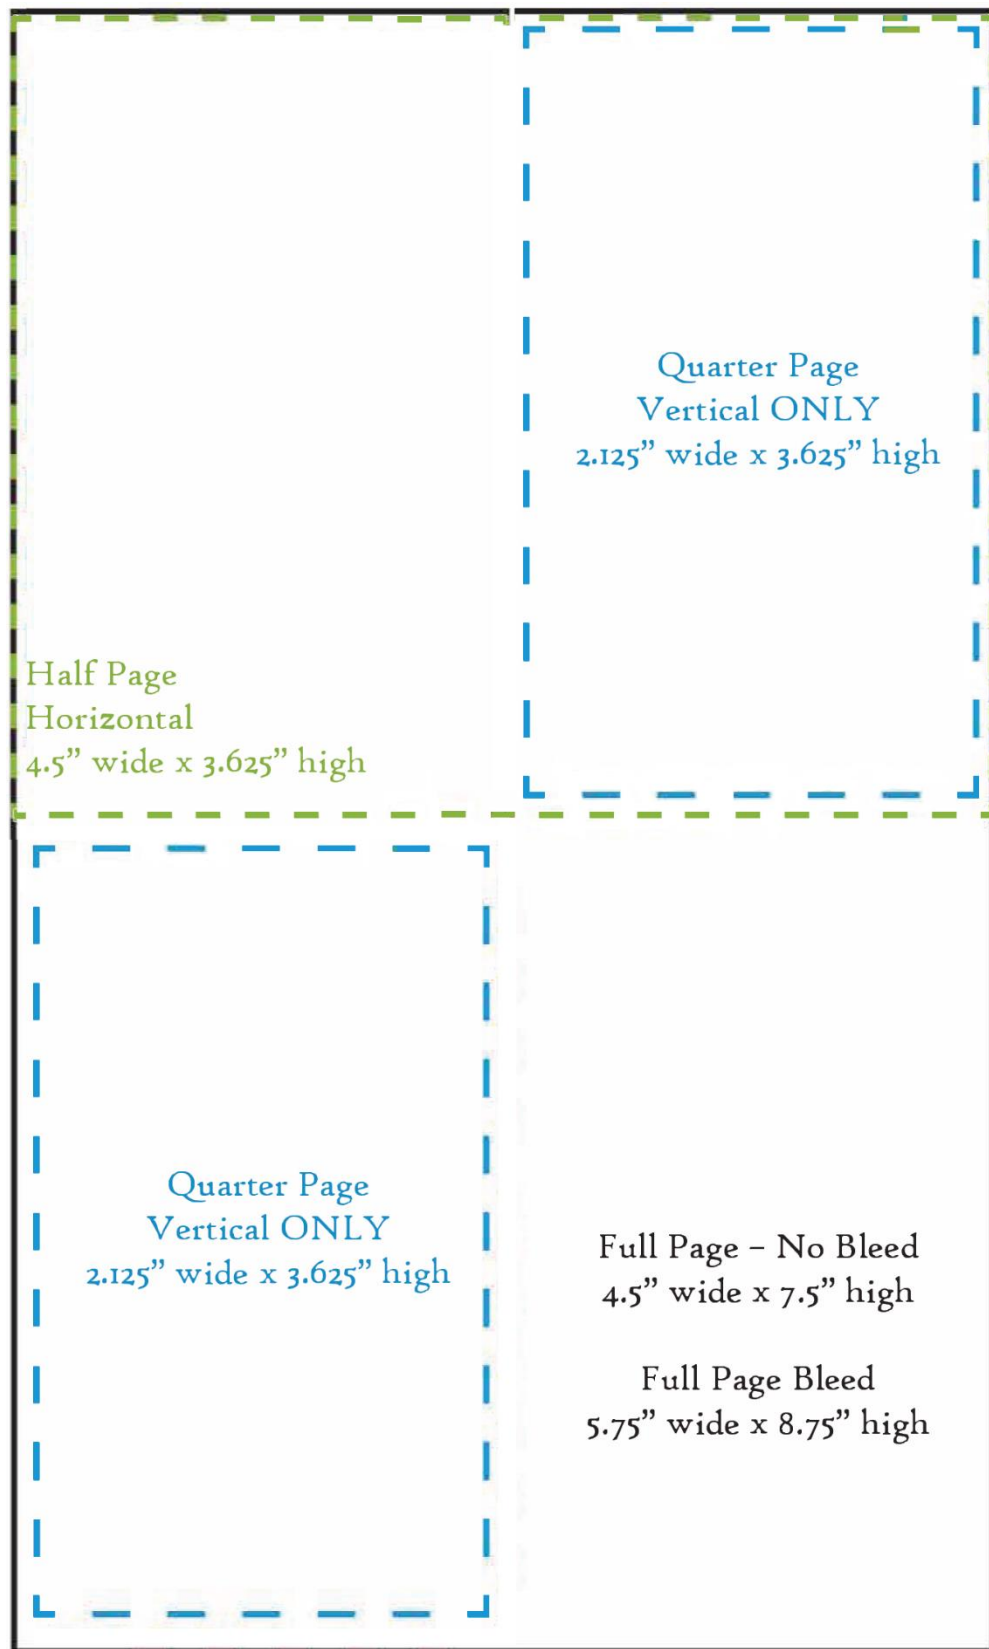 Quarter Page
Vertical ONLY
2.125” wide x 3.625” high
Half Page
Horizontal
4.5” wide x 3.625” high
Quarter Page
Vertical ONLY
2.125” wide x 3.625” high
Full Page – No Bleed
4.5” wide x 7.5” high
Full Page Bleed
5.75” wide x 8.75” high